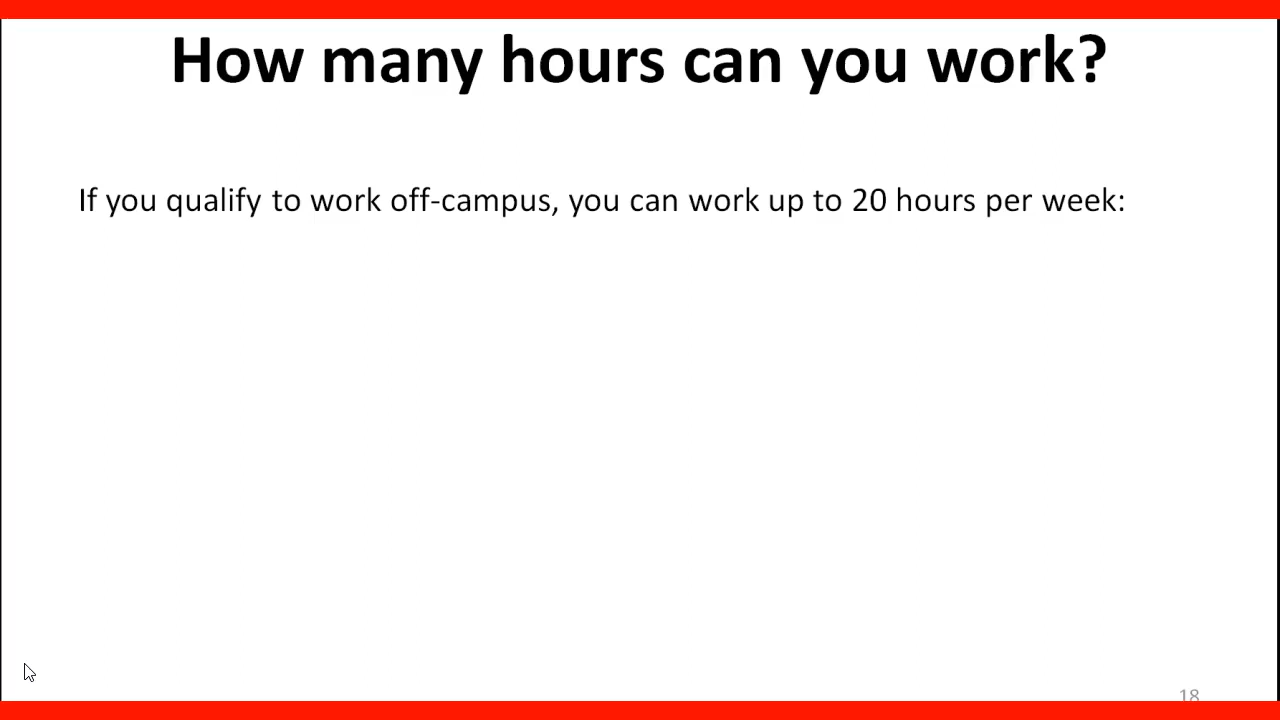 How many hours can you work?
If you qualify to work off-campus, you can work up to 20 hours per week:
18